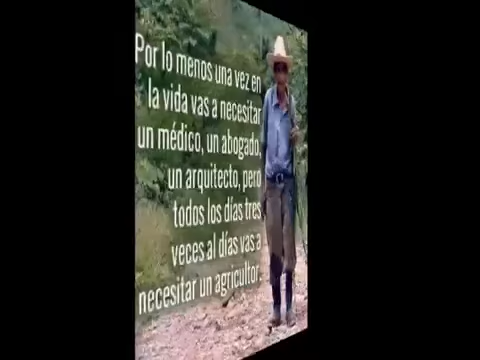 Por lo menos una vez en
la vida vas a necesitar
un médico, un abogado,
un arquitecto, pero
todos los días tres
veces al días vas a
necesitar un agricultor.